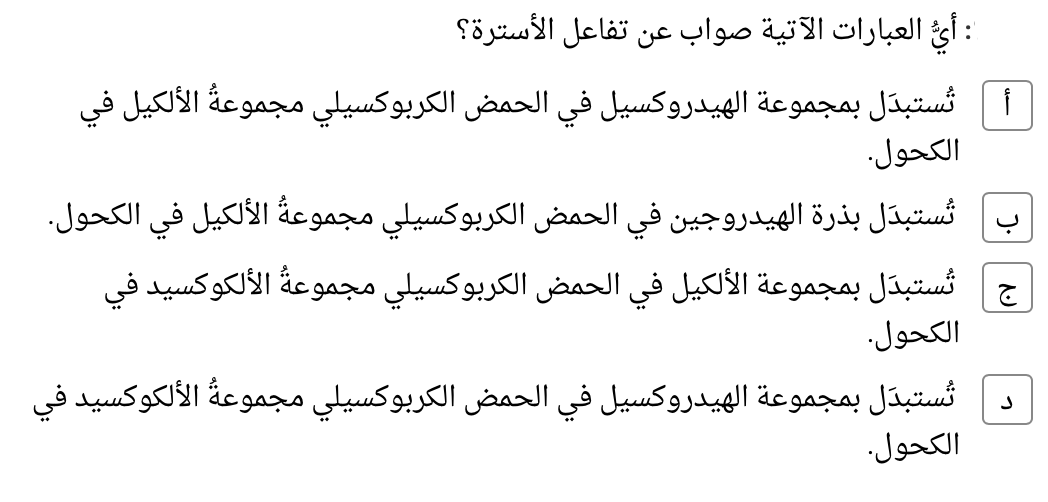 : أيُّ العبارات الآتية صواب عن تفاعل الأسترة؟
أ تُستبدَل بمجموعة الهيدروكسيل في الحمض الكربوكسيلي مجموعةُ الألكيل في
الكحول.
ب تُستبدَل بذرة الهيدروجين في الحمض الكربوكسيلي مجموعةُ الألكيل في الكحول.
ج تُستبدَل بمجموعة الألكيل في الحمض الكربوكسيلي مجموعةُ الألكوكسيد في
الكحول.
د تُستبدَل بمجموعة الهيدروكسيل في الحمض الكربوكسيلي مجموعةُ الألكوكسيد في
الكحول.